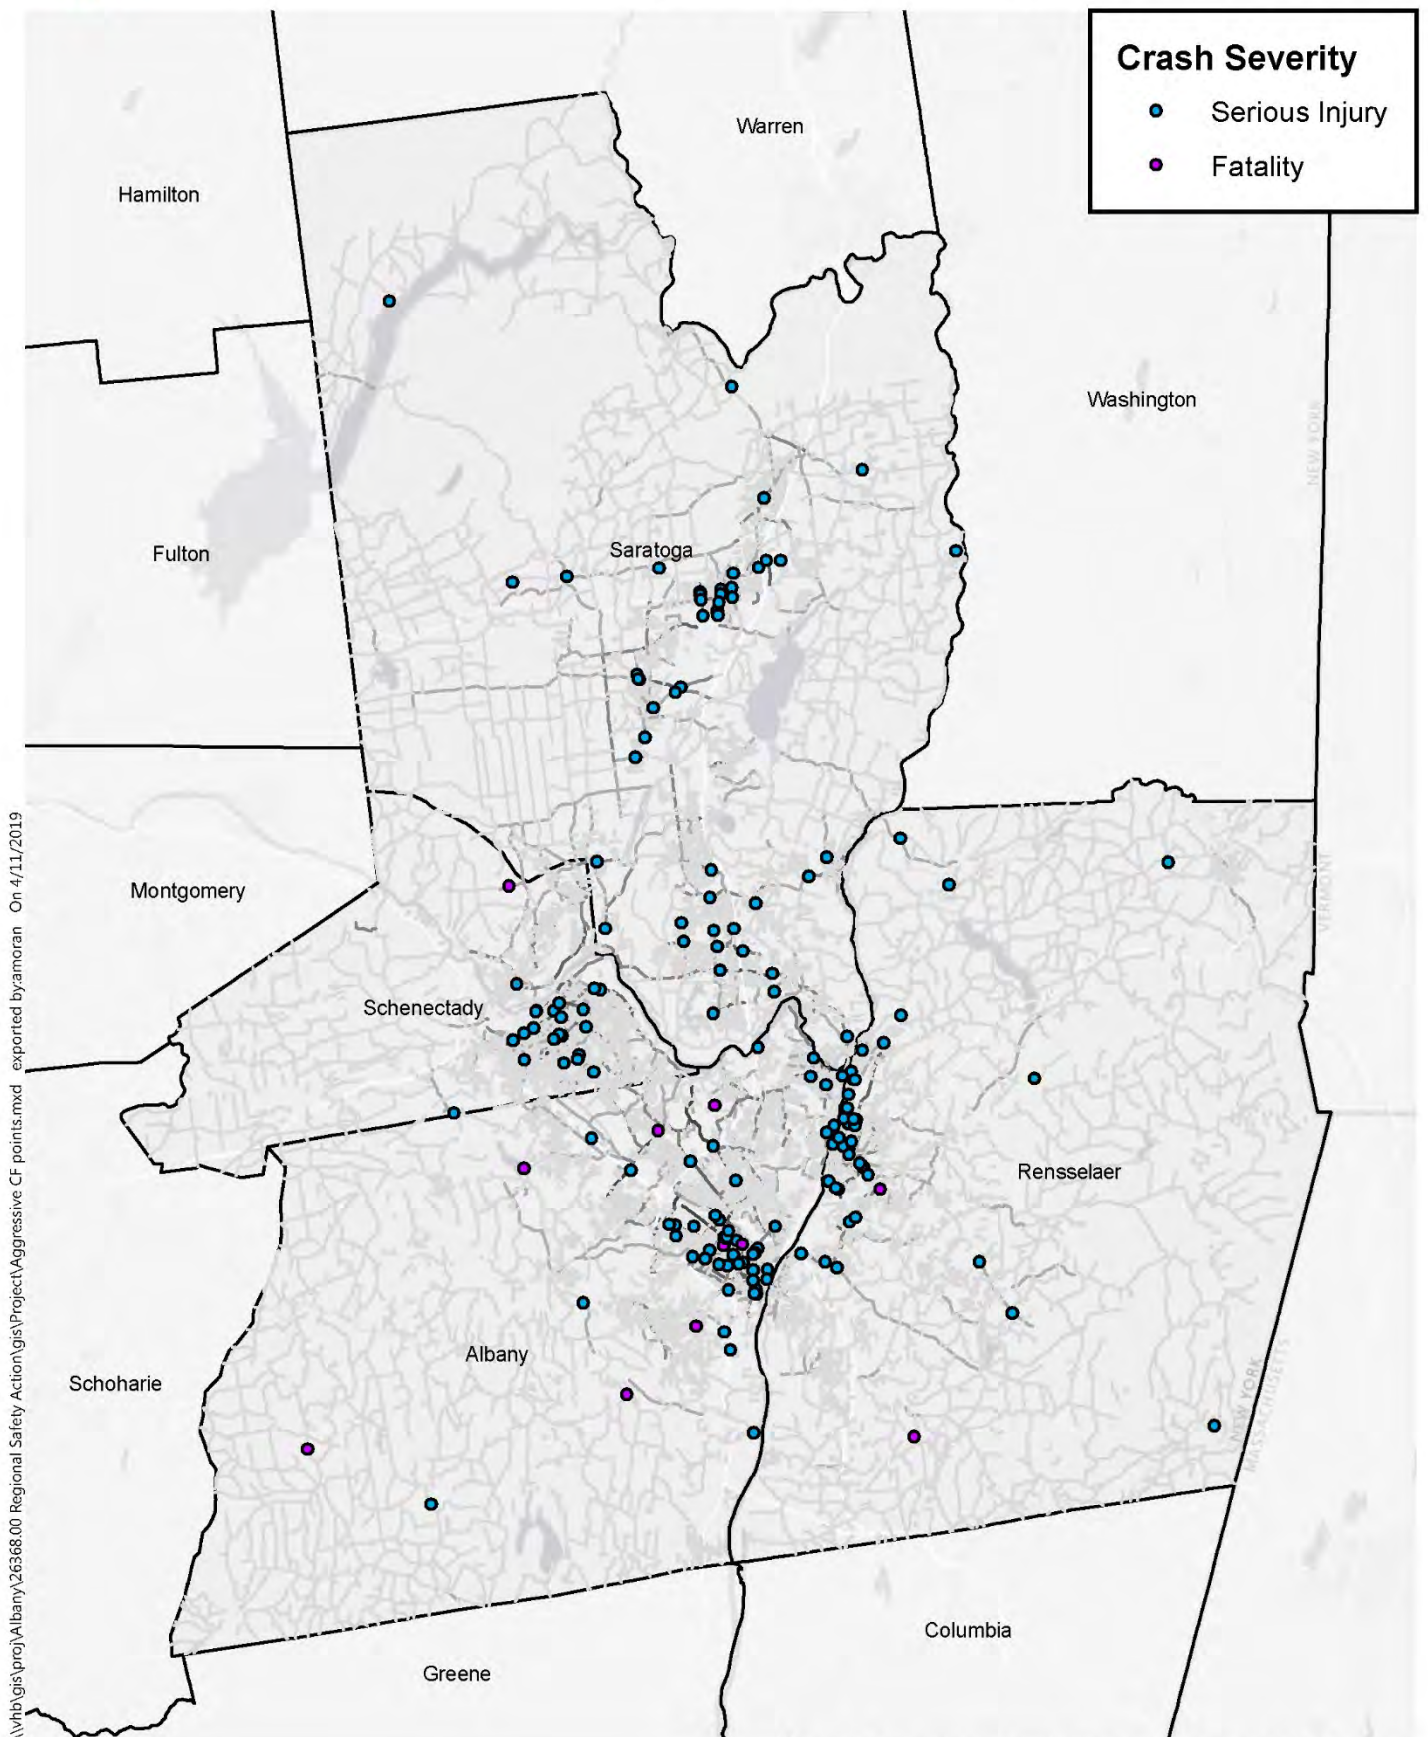 Crash Severity
Serious Injury
Fatality
Warren
Hamilton
Washington
NEW YORK
Saratoga
Fulton
Montgomery
VERMONT
Schenectady
Rensselaer
Albany
Schoharie
NEW YORK
MASSACHUSETTS
Columbia
Greene
\\vhb\gis\proj\Albany\26368.00 Regional Safety Action\gis\Project\Aggressive CF points.mxd exported by:amoran On 4/11/2019